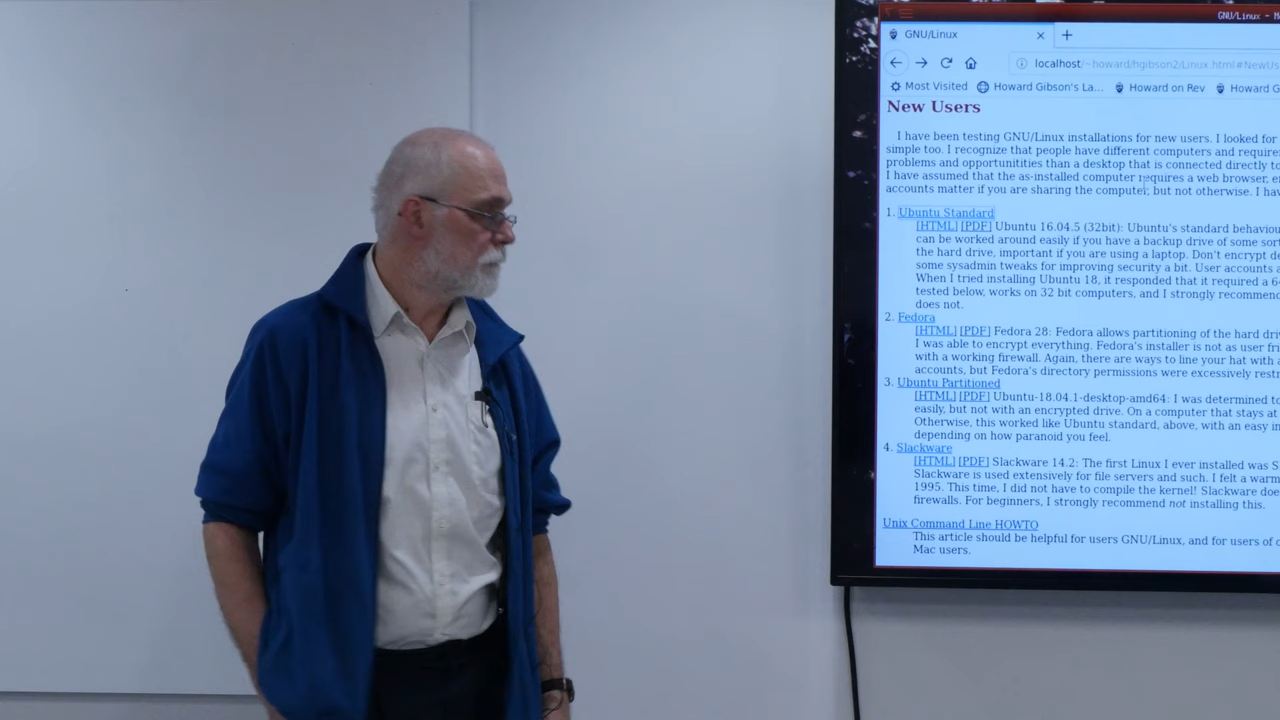 GNU/Linux - M
GNU/Linux
localhost/~howard/hgibson2/Linux.html#NewUs
Most Visited Howard Gibson's La... Howard on Rev Howard G
New Users
I have been testing GNU/Linux installations for new users. I looked for
simple too. I recognize that people have different computers and require
problems and opportunitities than a desktop that is connected directly to
I have assumed that the as-installed computer requires a web browser, e
accounts matter if you are sharing the computer, but not otherwise. I hav
1. Ubuntu Standard
[HTML] [PDF] Ubuntu 16.04.5 (32bit): Ubuntu's standard behaviou
can be worked around easily if you have a backup drive of some sor
the hard drive, important if you are using a laptop. Don't encrypt de
some sysadmin tweaks for improving security a bit. User accounts a
When I tried installing Ubuntu 18, it responded that it required a 6
tested below, works on 32 bit computers, and I strongly recommend
does not.
2. Fedora
[HTML] [PDF] Fedora 28: Fedora allows partitioning of the hard dri
I was able to encrypt everything. Fedora's installer is not as user fri
with a working firewall. Again, there are ways to line your hat with a
accounts, but Fedora's directory permissions were excessively restr
3. Ubuntu Partitioned
[HTML] [PDF] Ubuntu-18.04.1-desktop-amd64: I was determined to
easily, but not with an encrypted drive. On a computer that stays at
Otherwise, this worked like Ubuntu standard, above, with an easy in
depending on how paranoid you feel.
4. Slackware
[HTML] [PDF] Slackware 14.2: The first Linux I ever installed was S
Slackware is used extensively for file servers and such. I felt a warm
1995. This time, I did not have to compile the kernel! Slackware doe
firewalls. For beginners, I strongly recommend not installing this.
Unix Command Line HOWTO
This article should be helpful for users GNU/Linux, and for users of o
Mac users.